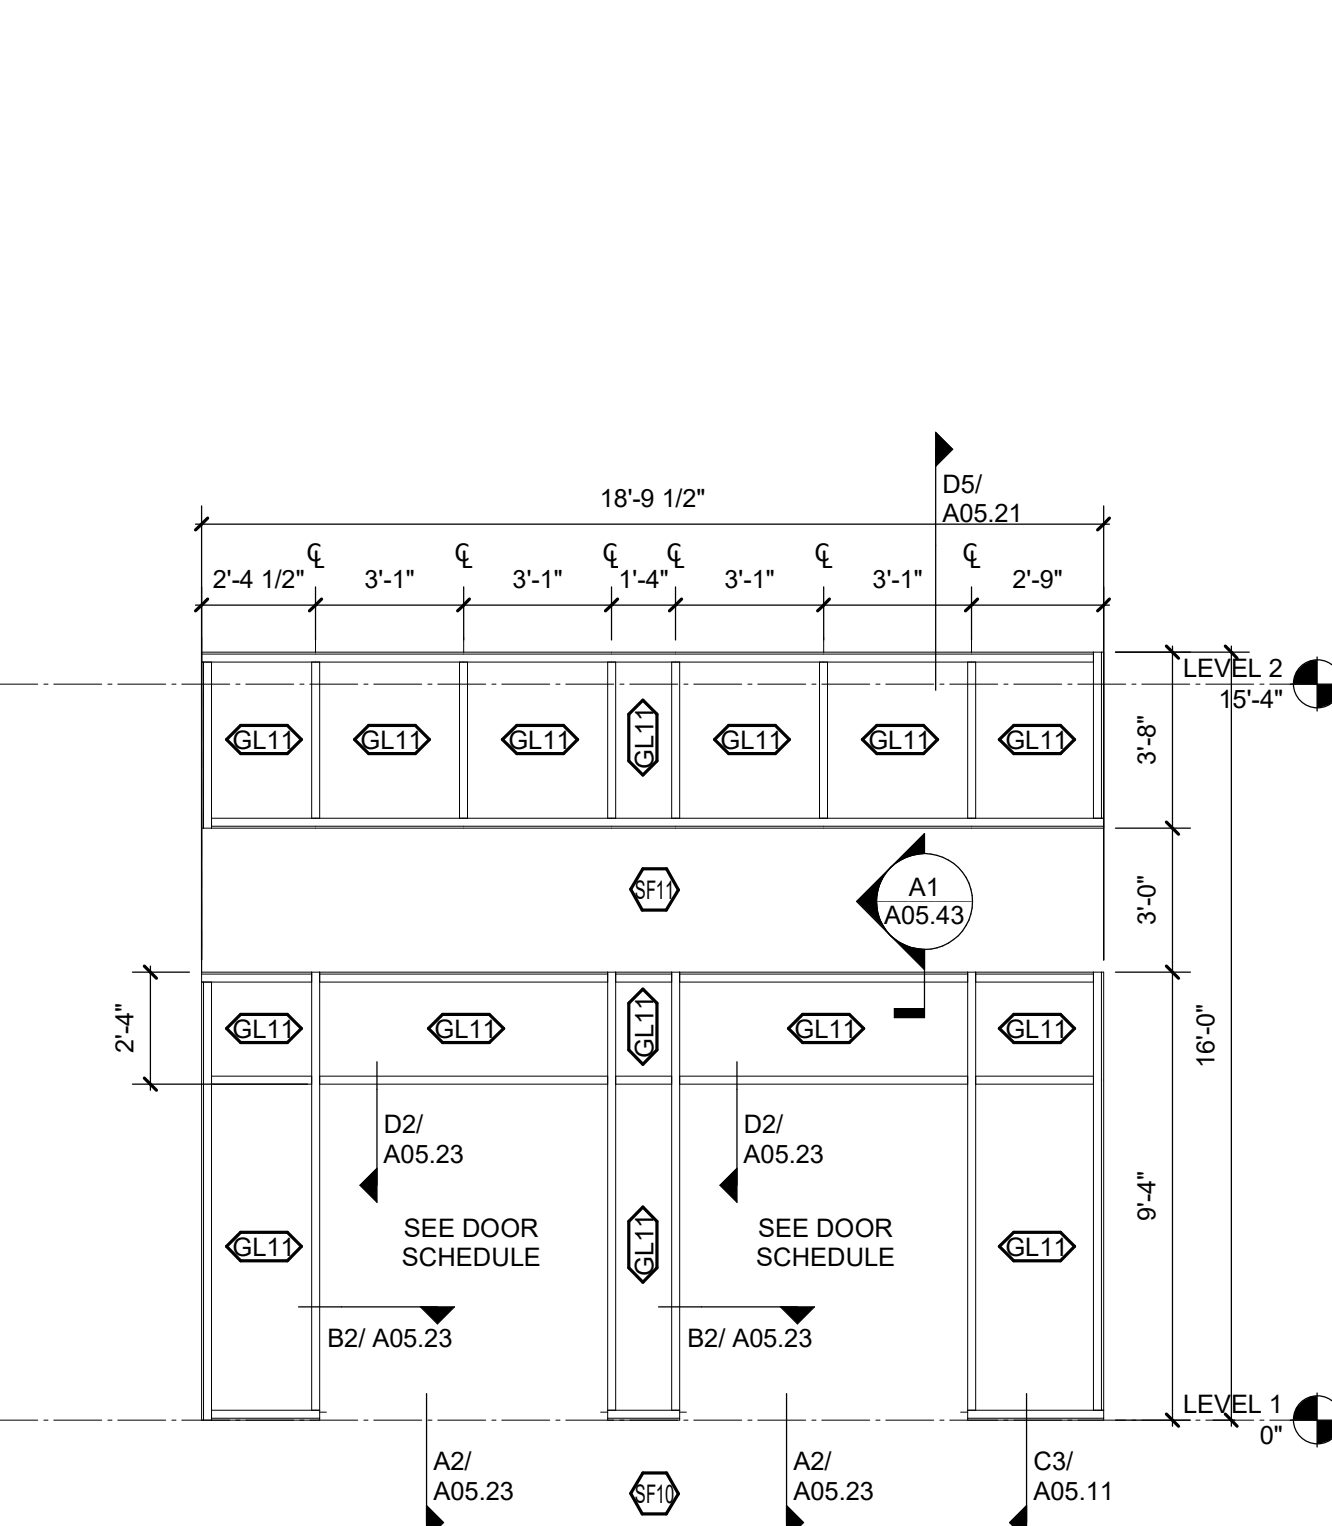 D5/
A05.21
18'-9 1/2"
℄ ℄ ℄ ℄ ℄ ℄
2'-4 1/2" 3'-1" 3'-1" 1'-4" 3'-1" 3'-1" 2'-9"
LEVEL 2
15'-4"
GL11 GL11 GL11 GL11 GL11 GL11 GL11
3'-8"
SF11
A1
A05.43
3'-0"
2'-4"
GL11 GL11 GL11 GL11 GL11
16'-0"
D2/
A05.23
D2/
A05.23
9'-4"
SEE DOOR
SCHEDULE
SEE DOOR
SCHEDULE
GL11 GL11 GL11
B2/ A05.23
B2/ A05.23
LEVEL 1
0"
A2/
A05.23
SF10
A2/
A05.23
C3/
A05.11